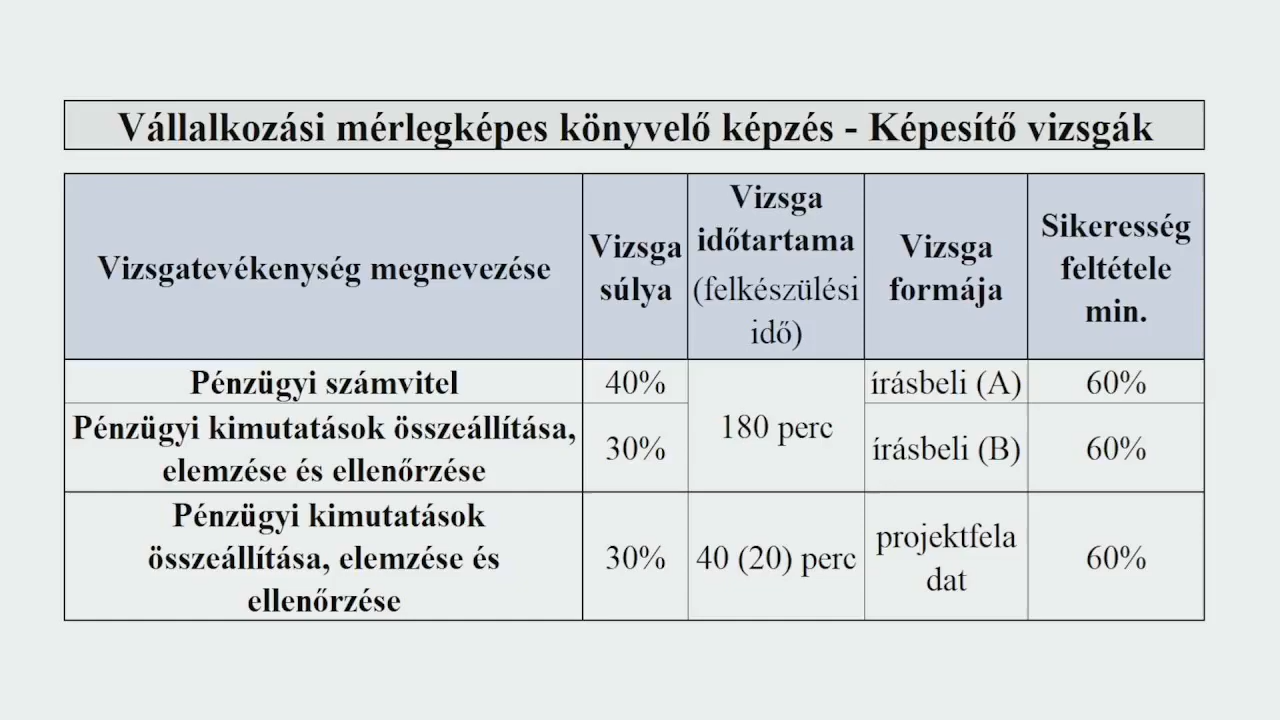 Vállalkozási mérlegképes könyvelő képzés - Képesítő vizsgák
Vizsgatevékenység megnevezése
Vizsga
súlya
Vizsga
időtartama
(felkészülési
idő)
Vizsga
formája
Sikeresség
feltétele
min.
Pénzügyi számvitel
40%
180 perc
írásbeli (A)
60%
Pénzügyi kimutatások összeállítása,
elemzése és ellenőrzése
30%
írásbeli (B)
60%
Pénzügyi kimutatások
összeállítása, elemzése és
ellenőrzése
30%
40 (20) perc
projektfela
dat
60%